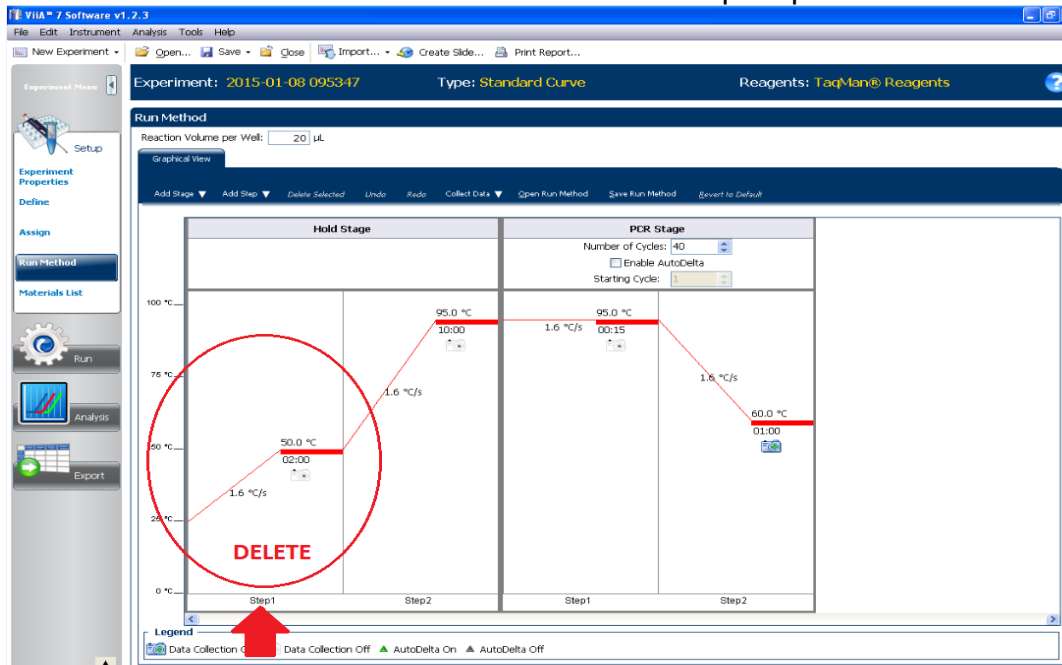 ViiA™ 7 Software v1.2.3
File Edit Instrument Analysis Tools Help
New Experiment Open... Save Close Import... Create Slide... Print Report...
Experiment Menu
Experiment: 2015-01-08 095347 Type: Standard Curve Reagents: TaqMan® Reagents
Setup
Experiment Properties
Define
Assign
Run Method
Materials List
Run
Analysis
Export
Run Method
Reaction Volume per Well: 20 µL
Graphical View
Add Stage Add Step Delete Selected Undo Redo Collect Data Open Run Method Save Run Method Revert to Default
Hold Stage PCR Stage
Number of Cycles: 40
Enable AutoDelta
Starting Cycle: 1
100 °C
95.0 °C 95.0 °C
10:00 1.6 °C/s 00:15
75 °C
1.6 °C/s 1.6 °C/s
60.0 °C
01:00
50 °C
50.0 °C
02:00
1.6 °C/s
25 °C
DELETE
0 °C
Step1 Step2 Step1 Step2
Legend
Data Collection Data Collection Off AutoDelta On AutoDelta Off